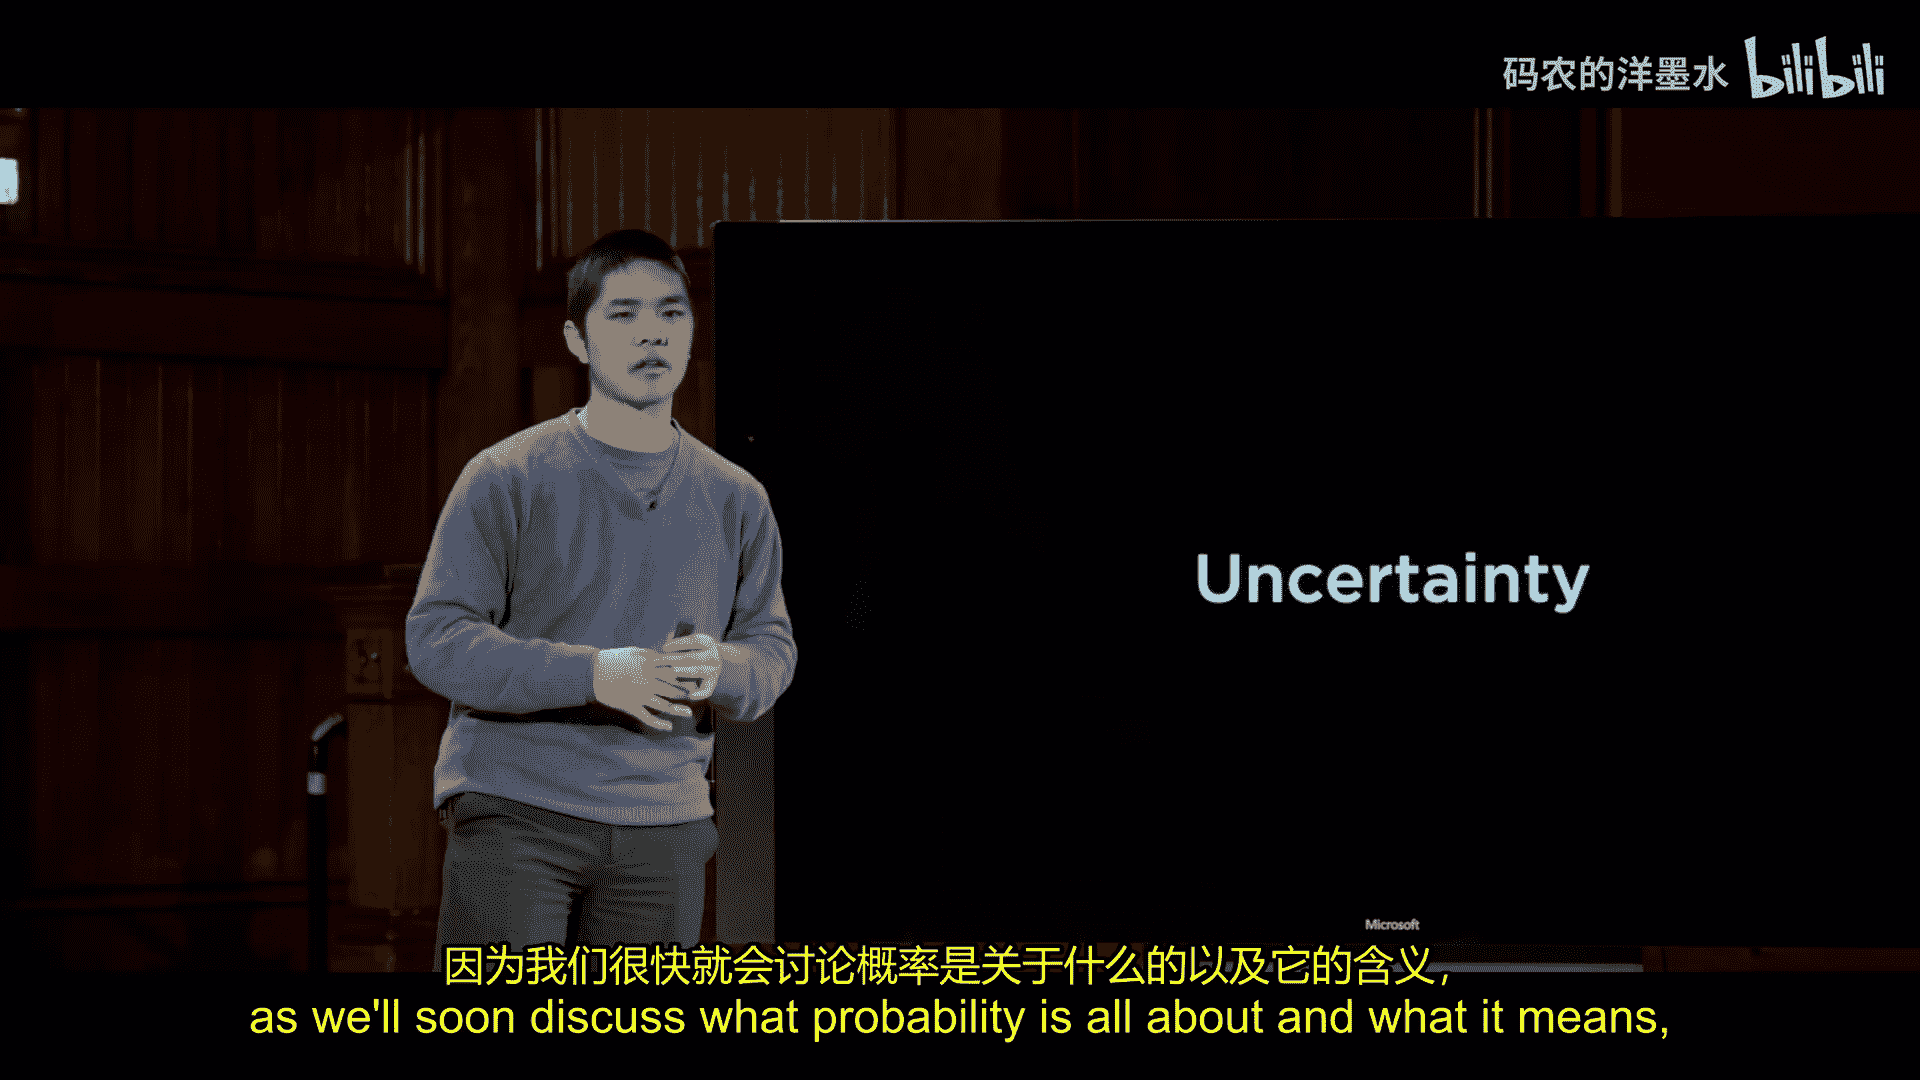 码农的洋墨水 bilibili
Uncertainty
Microsoft
因为我们很快就会讨论概率是关于什么的以及它的含义，
as we'll soon discuss what probability is all about and what it means,